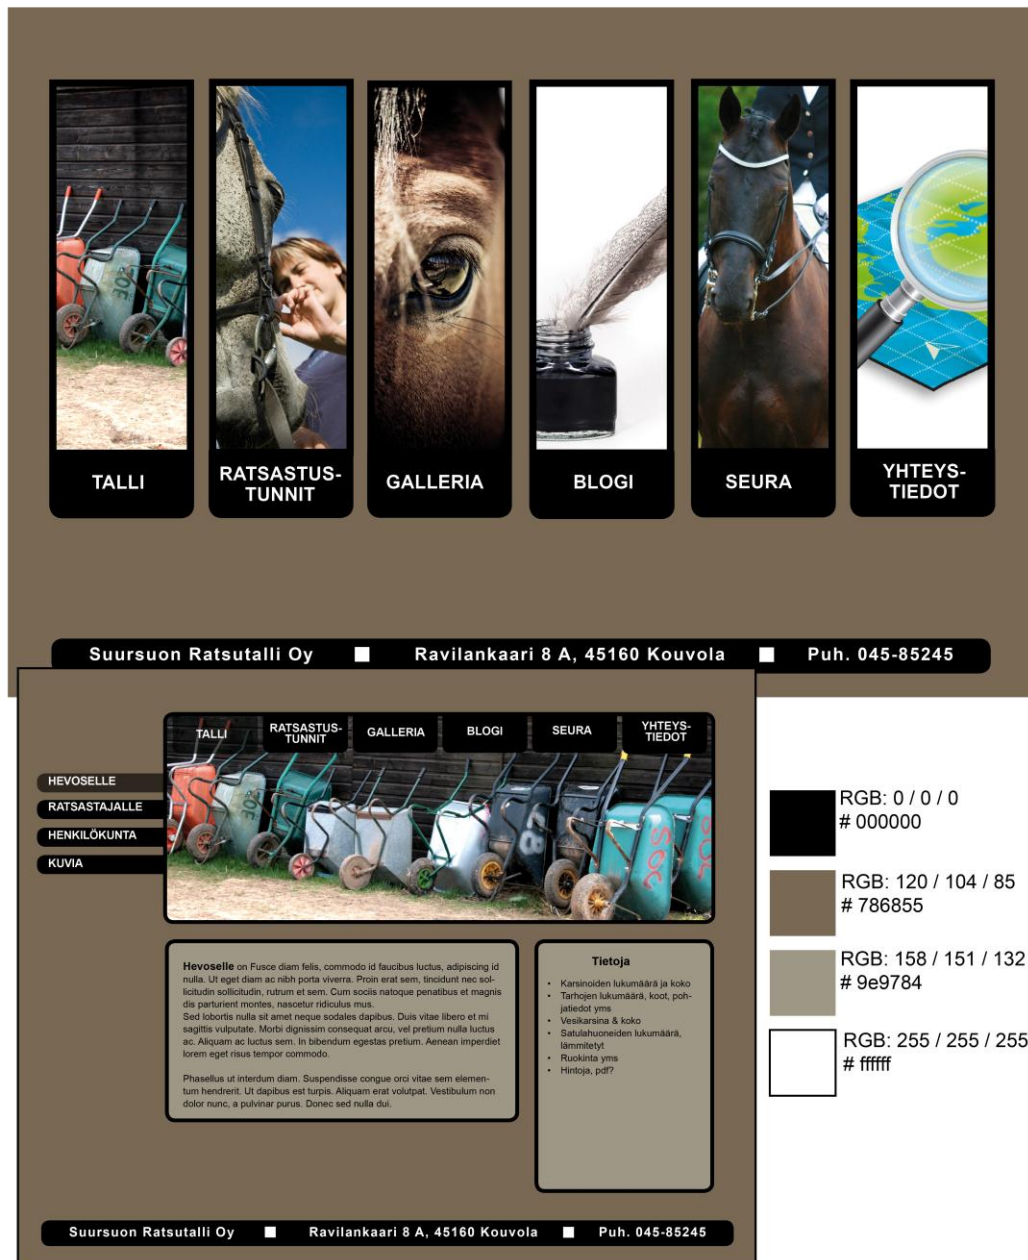 TALLI
RATSASTUS-
TUNNIT
GALLERIA
BLOGI
SEURA
YHTEYS-
TIEDOT
Suursuon Ratsutalli Oy
Ravilankaari 8 A, 45160 Kouvola
Puh. 045-85245
TALLI
RATSASTUS-
TUNNIT
GALLERIA
BLOGI
SEURA
YHTEYS-
TIEDOT
HEVOSELLE
RATSASTAJALLE
HENKILÖKUNTA
KUVIA
Hevoselle on Fusce diam felis, commodo id faucibus luctus, adipiscing id
nulla. Ut eget diam ac nibh porta viverra. Proin erat sem, tincidunt nec sol-
licitudin sollicitudin, rutrum et sem. Cum sociis natoque penatibus et magnis
dis parturient montes, nascetur ridiculus mus.
Sed lobortis nulla sit amet neque sodales dapibus. Duis vitae libero et mi
sagittis vulputate. Morbi dignissim consequat arcu, vel pretium nulla luctus
ac. Aliquam ac luctus sem. In bibendum egestas pretium. Aenean imperdiet
lorem eget risus tempor commodo.
Phasellus ut interdum diam. Suspendisse congue orci vitae sem elemen-
tum hendrerit. Ut dapibus est turpis. Aliquam erat volutpat. Vestibulum non
dolor nunc, a pulvinar purus. Donec sed nulla dui.
Tietoja
• Karsinoiden lukumäärä ja koko
• Tarhojen lukumäärä, koot, poh-
jatiedot yms
• Vesikarsina & koko
• Satulahuoneiden lukumäärä,
lämmitetyt
• Ruokinta yms
• Hintoja, pdf?
Suursuon Ratsutalli Oy
Ravilankaari 8 A, 45160 Kouvola
Puh. 045-85245
RGB: 0 / 0 / 0
# 000000
RGB: 120 / 104 / 85
# 786855
RGB: 158 / 151 / 132
# 9e9784
RGB: 255 / 255 / 255
# ffffff